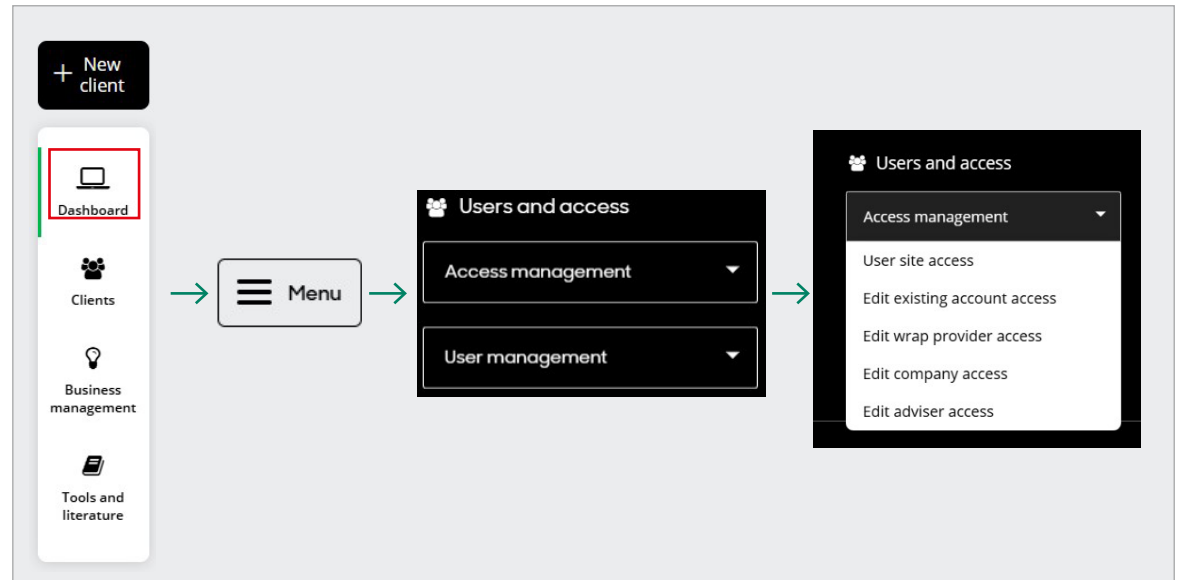 New
client
Dashboard
Clients
Business
management
Tools and
literature
Menu
Users and access
Access management
User management
Users and access
Access management
User site access
Edit existing account access
Edit wrap provider access
Edit company access
Edit adviser access